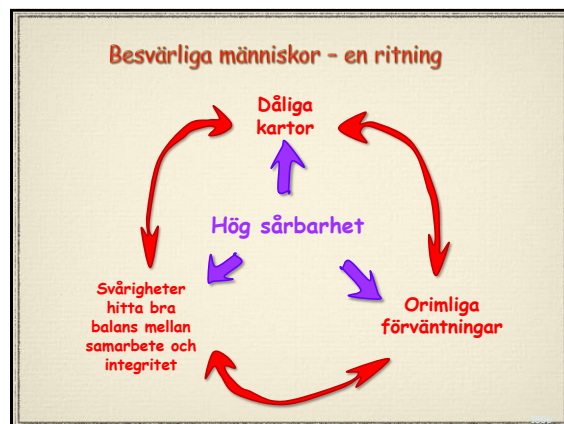 Besvärliga människor – en ritning
Dåliga
kartor
Hög sårbarhet
Svårigheter
hitta bra
balans mellan
samarbete och
integritet
Orimliga
förväntningar